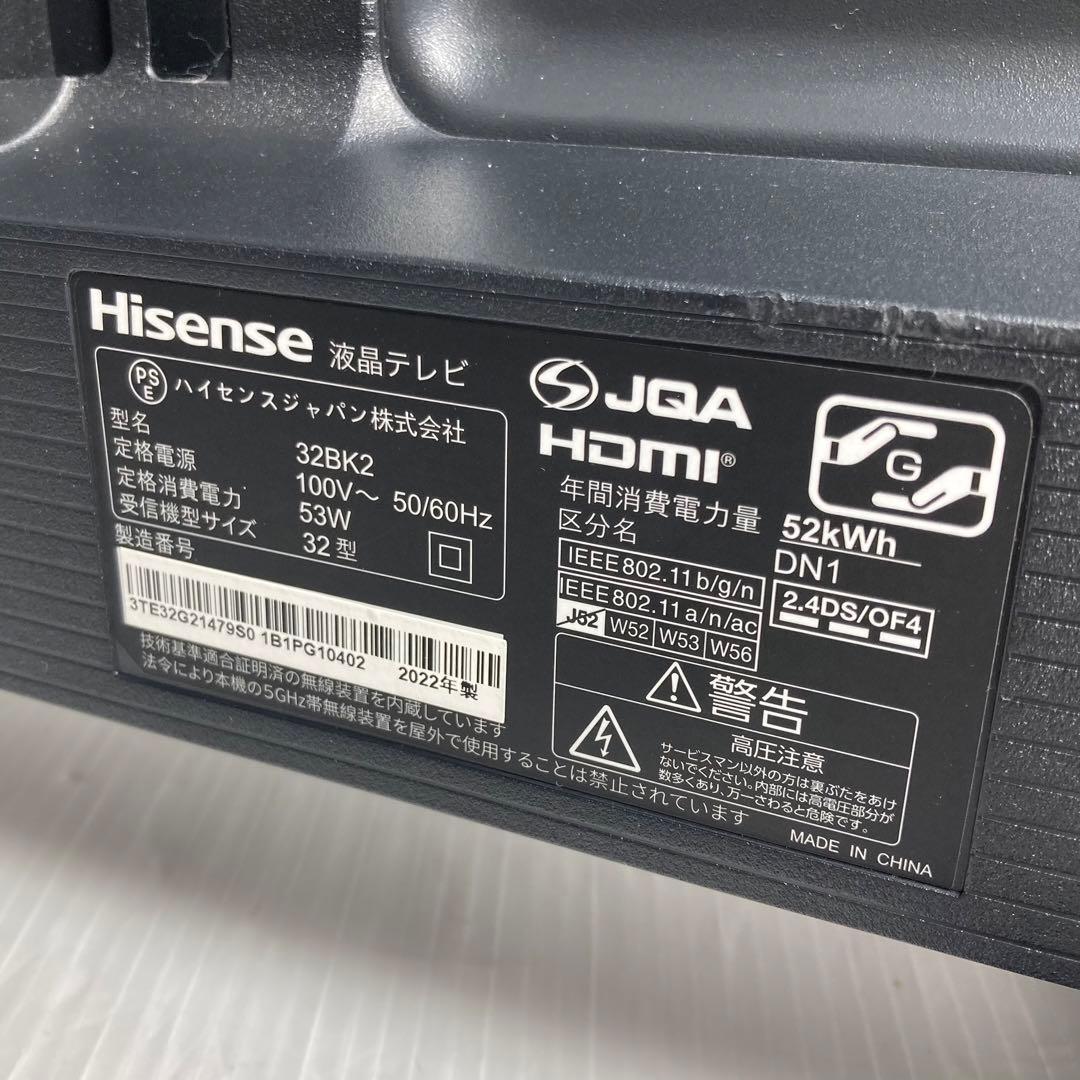 Hisense 液晶テレビ
PSE ハイセンスジャパン株式会社
型名 32BK2
定格電源 100V～ 50/60Hz
定格消費電力 53W
受信機型サイズ 32型
製造番号
3TE32G21479S0 1B1PG10402 2022年製
技術基準適合証明済の無線装置を内蔵しています
法令により本機の5GHz帯無線装置を屋外で使用することは禁止されています
JQA
HDMI®
G
年間消費電力量 52kWh
区分名 DN1
IEEE802.11b/g/n
IEEE802.11a/n/ac
J52 W52 W53 W56
2.4DS/OF4
警告
高圧注意
サービスマン以外の方は裏ぶたをあけ
ないでください。内部には高電圧部分が
数多くあり、万一さわると危険です。
MADE IN CHINA